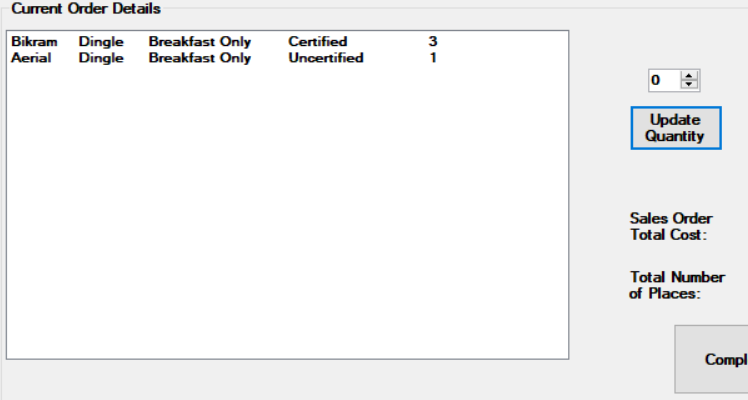 Current Order Details
Bikram Dingle Breakfast Only Certified 3
Aerial Dingle Breakfast Only Uncertified 1
0
Update
Quantity
Sales Order
Total Cost:
Total Number
of Places:
Compl